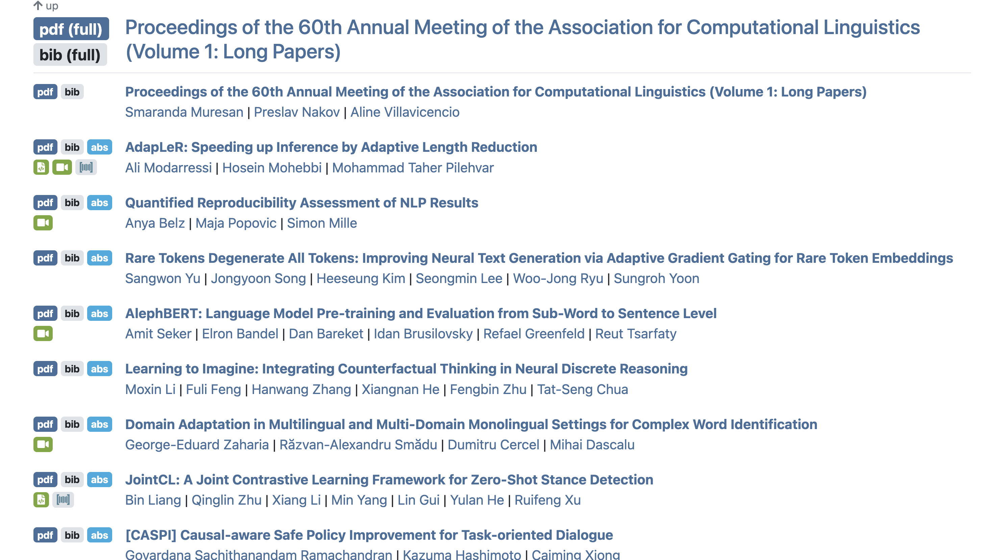 up
pdf (full)
bib (full)
Proceedings of the 60th Annual Meeting of the Association for Computational Linguistics
(Volume 1: Long Papers)
pdf bib
Proceedings of the 60th Annual Meeting of the Association for Computational Linguistics (Volume 1: Long Papers)
Smaranda Muresan | Preslav Nakov | Aline Villavicencio
pdf bib abs
AdapLeR: Speeding up Inference by Adaptive Length Reduction
Ali Modarressi | Hosein Mohebbi | Mohammad Taher Pilehvar
pdf bib abs
Quantified Reproducibility Assessment of NLP Results
Anya Belz | Maja Popovic | Simon Mille
pdf bib abs
Rare Tokens Degenerate All Tokens: Improving Neural Text Generation via Adaptive Gradient Gating for Rare Token Embeddings
Sangwon Yu | Jongyoon Song | Heeseung Kim | Seongmin Lee | Woo-Jong Ryu | Sungroh Yoon
pdf bib abs
AlephBERT: Language Model Pre-training and Evaluation from Sub-Word to Sentence Level
Amit Seker | Elron Bandel | Dan Bareket | Idan Brusilovsky | Refael Greenfeld | Reut Tsarfaty
pdf bib abs
Learning to Imagine: Integrating Counterfactual Thinking in Neural Discrete Reasoning
Moxin Li | Fuli Feng | Hanwang Zhang | Xiangnan He | Fengbin Zhu | Tat-Seng Chua
pdf bib abs
Domain Adaptation in Multilingual and Multi-Domain Monolingual Settings for Complex Word Identification
George-Eduard Zaharia | Răzvan-Alexandru Smădu | Dumitru Cercel | Mihai Dascalu
pdf bib abs
JointCL: A Joint Contrastive Learning Framework for Zero-Shot Stance Detection
Bin Liang | Qinglin Zhu | Xiang Li | Min Yang | Lin Gui | Yulan He | Ruifeng Xu
pdf bib abs
[CASPI] Causal-aware Safe Policy Improvement for Task-oriented Dialogue
Govardana Sachithanandam Ramachandran | Kazuma Hashimoto | Caiming Xiong